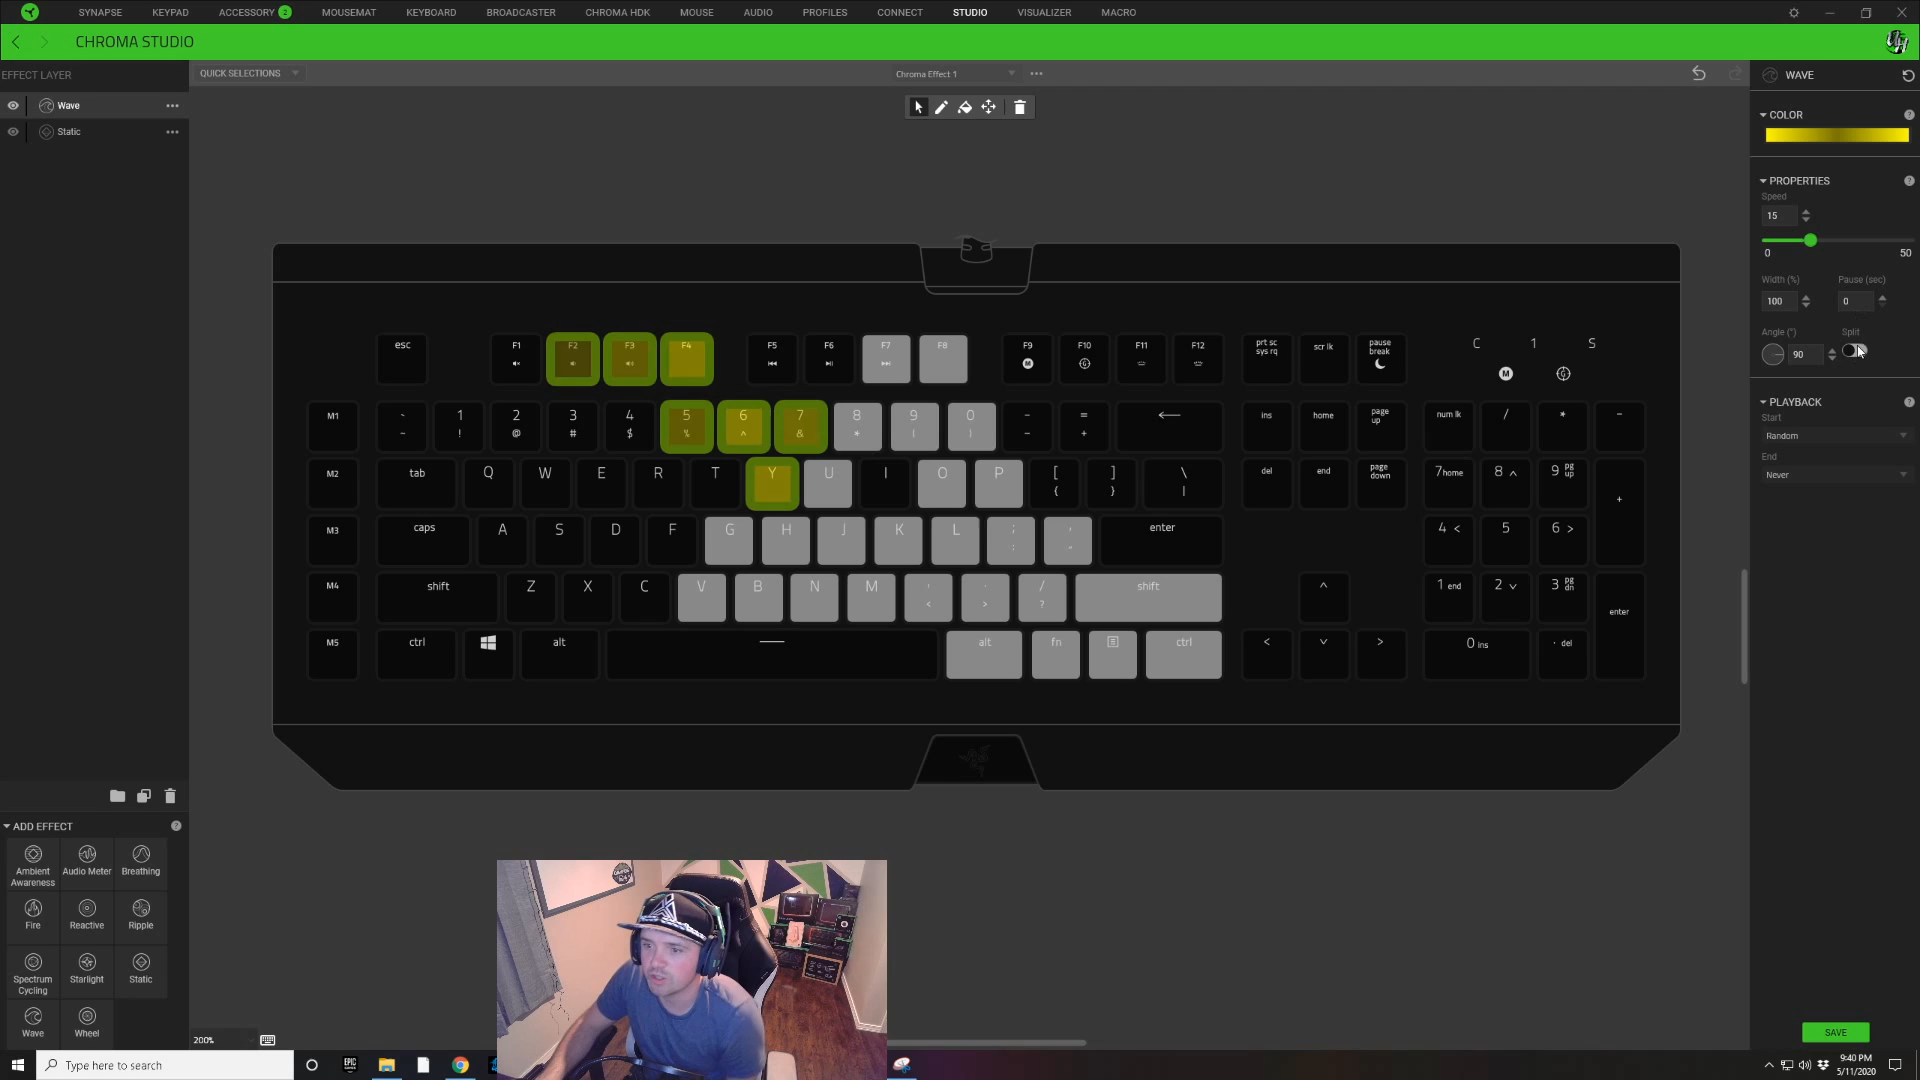 SYNAPSE KEYPAD ACCESSORY 2 MOUSEMAT KEYBOARD BROADCASTER CHROMA HDK MOUSE AUDIO PROFILES CONNECT STUDIO VISUALIZER MACRO
CHROMA STUDIO
EFFECT LAYER
Wave
Static
QUICK SELECTIONS
Chroma Effect 1
WAVE
COLOR
PROPERTIES
Speed
15
0 50
Width (%) Pause (sec)
100 0
Angle (°) Split
90
PLAYBACK
Start
Random
End
Never
esc F1 F2 F3 F4 F5 F6 F7 F8 F9 F10 F11 F12 prt sc sys rq scr lk pause break C 1 S
M1 ~ 1 ! 2 @ 3 # 4 $ 5 % 6 ^ 7 & 8 * 9 ( 0 ) - = + ins home page up num lk / * -
M2 tab Q W E R T Y U I O P [ { ] } \ | del end page down 7 home 8 ^ 9 pg up +
M3 caps A S D F G H J K L ; : ' enter 4 < 5 6 >
M4 shift Z X C V B N M , < . > / ? shift ^ 1 end 2 3 pg dn enter
M5 ctrl alt alt fn ctrl < > 0 ins . del
ADD EFFECT
Ambient Awareness Audio Meter Breathing
Fire Reactive Ripple
Spectrum Cycling Starlight Static
Wave Wheel
200%
SAVE
Type here to search
EPIC
9:40 PM
5/11/2020